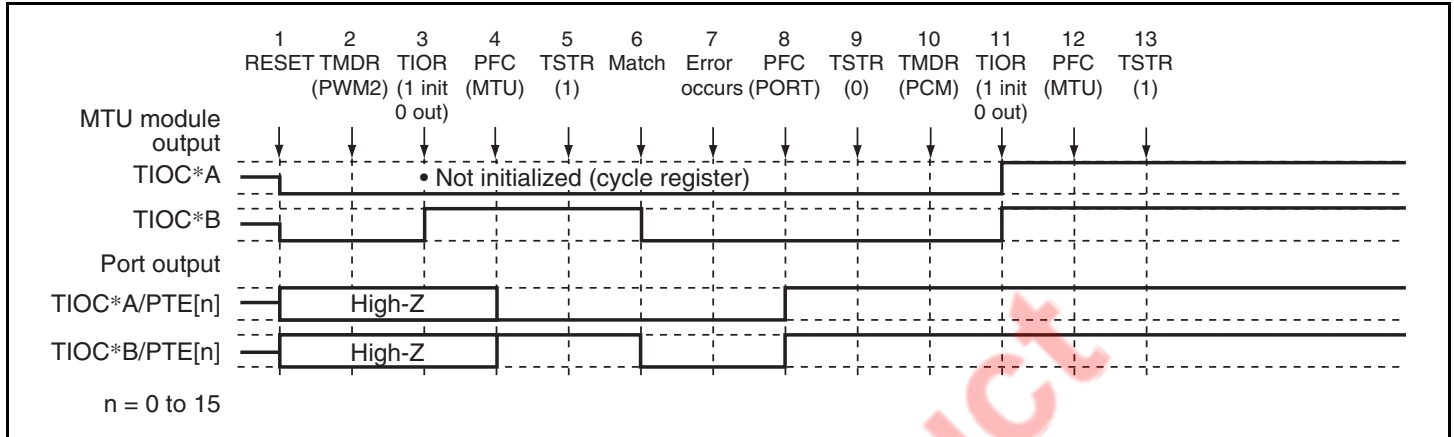 1 2 3 4 5 6 7 8 9 10 11 12 13
RESET TMDR TIOR PFC TSTR Match Error PFC TSTR TMDR TIOR PFC TSTR
(PWM2) (1 init (MTU) (1) occurs (PORT) (0) (PCM) (1 init (MTU) (1)
0 out) 0 out)
MTU module
output
TIOC*A
• Not initialized (cycle register)
TIOC*B
Port output
TIOC*A/PTE[n]
High-Z
TIOC*B/PTE[n]
High-Z
n = 0 to 15